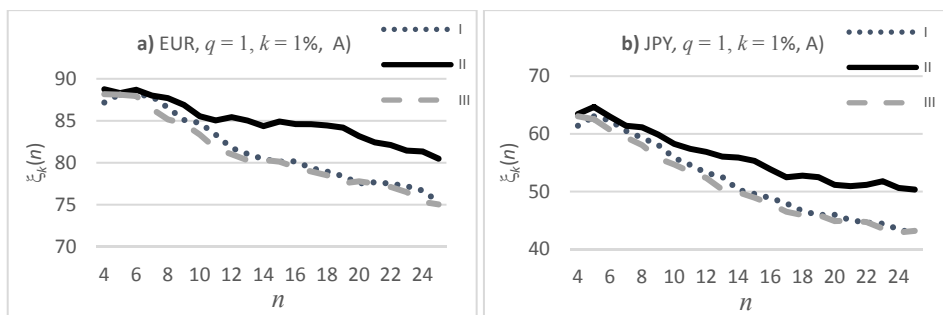 a) EUR, q = 1, k = 1%, A)
I
II
III
90
85
80
75
70
ξk(n)
4 6 8 10 12 14 16 18 20 22 24
n
b) JPY, q = 1, k = 1%, A)
I
II
III
70
60
50
40
ξk(n)
4 6 8 10 12 14 16 18 20 22 24
n